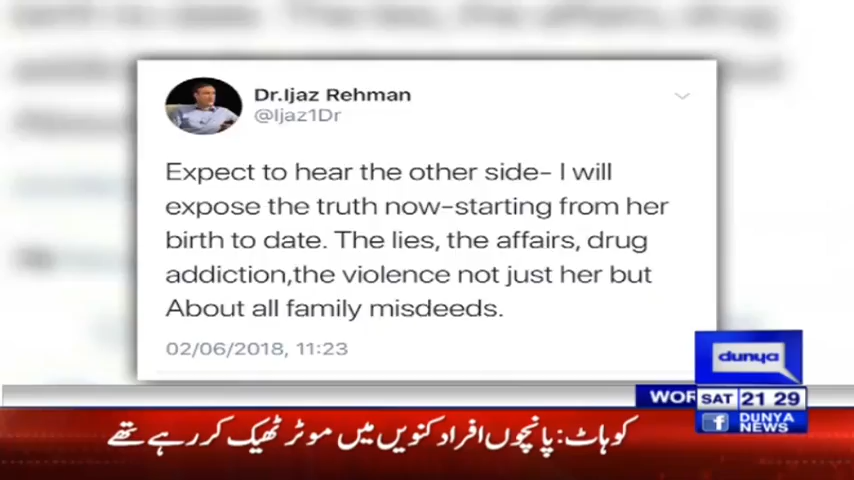 Dr.Ijaz Rehman
@Ijaz1Dr
Expect to hear the other side- I will
expose the truth now-starting from her
birth to date. The lies, the affairs, drug
addiction,the violence not just her but
About all family misdeeds.
02/06/2018, 11:23
dunya
WOR
SAT 21 29
f DUNYA
NEWS
کوہاٹ: پانچوں افراد کنویں میں موٹر ٹھیک کر رہے تھے